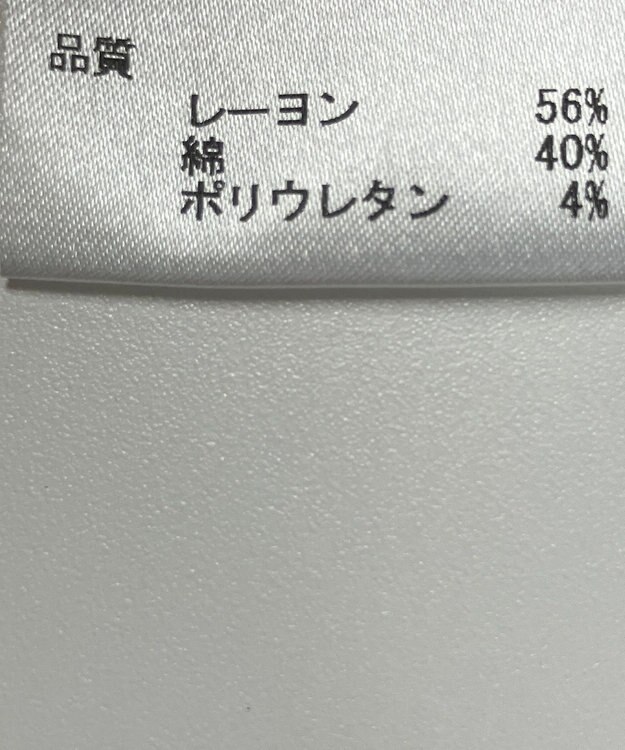 品質
レーヨン 56%
綿 40%
ポリウレタン 4%